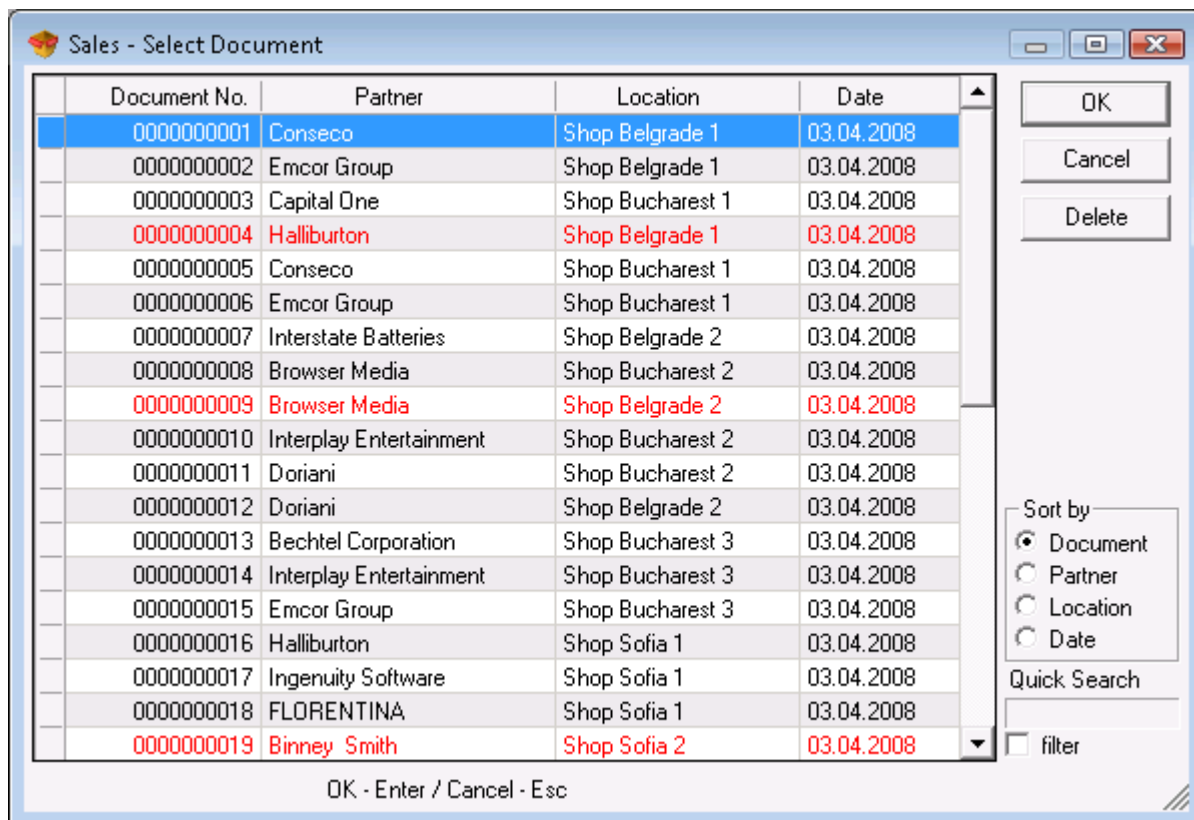 Sales - Select Document
Document No. Partner Location Date
0000000001 Conseco Shop Belgrade 1 03.04.2008
0000000002 Emcor Group Shop Belgrade 1 03.04.2008
0000000003 Capital One Shop Bucharest 1 03.04.2008
0000000004 Halliburton Shop Belgrade 1 03.04.2008
0000000005 Conseco Shop Bucharest 1 03.04.2008
0000000006 Emcor Group Shop Bucharest 1 03.04.2008
0000000007 Interstate Batteries Shop Belgrade 2 03.04.2008
0000000008 Browser Media Shop Bucharest 2 03.04.2008
0000000009 Browser Media Shop Belgrade 2 03.04.2008
0000000010 Interplay Entertainment Shop Bucharest 2 03.04.2008
0000000011 Doriani Shop Bucharest 2 03.04.2008
0000000012 Doriani Shop Belgrade 2 03.04.2008
0000000013 Bechtel Corporation Shop Bucharest 3 03.04.2008
0000000014 Interplay Entertainment Shop Bucharest 3 03.04.2008
0000000015 Emcor Group Shop Bucharest 3 03.04.2008
0000000016 Halliburton Shop Sofia 1 03.04.2008
0000000017 Ingenuity Software Shop Sofia 1 03.04.2008
0000000018 FLORENTINA Shop Sofia 1 03.04.2008
0000000019 Binney Smith Shop Sofia 2 03.04.2008
OK - Enter / Cancel - Esc
OK
Cancel
Delete
Sort by
Document
Partner
Location
Date
Quick Search
filter